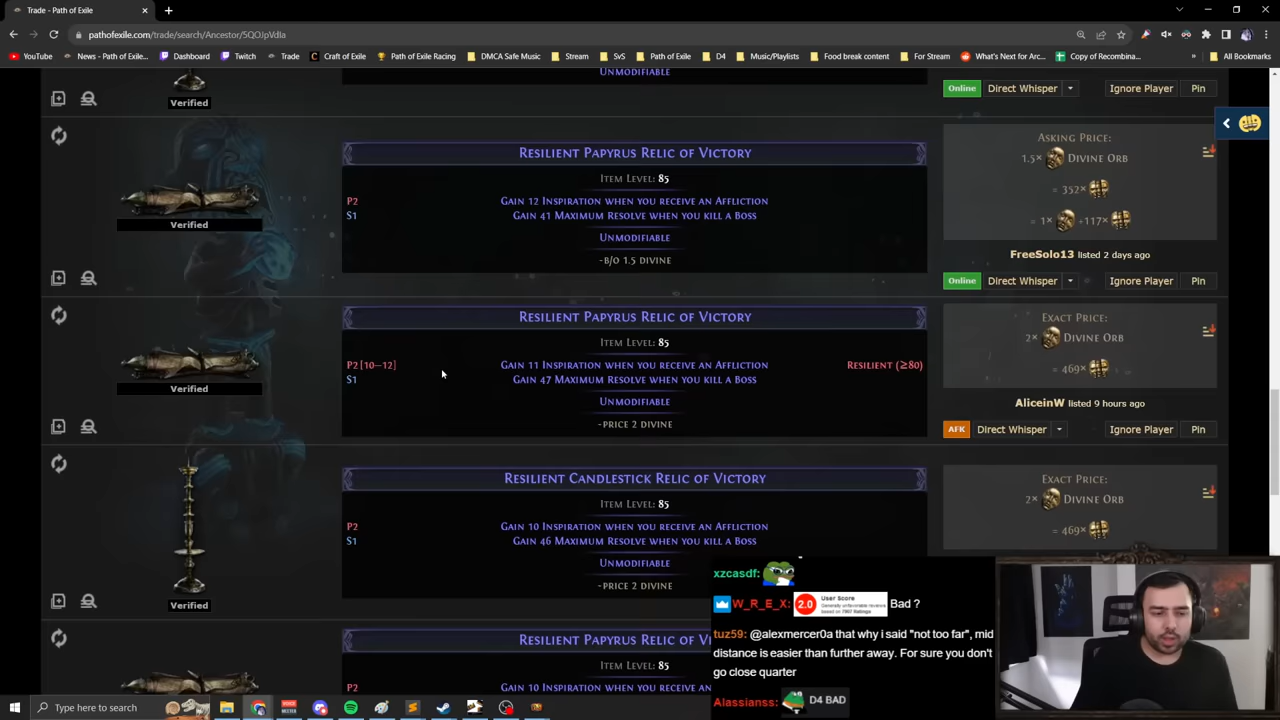 Trade - Path of Exile
pathofexile.com/trade/search/Ancestor/5QOJpVdIa
YouTube
News - Path of Exile...
Dashboard
Twitch
Trade
Craft of Exile
Path of Exile Racing
DMCA Safe Music
Stream
SvS
Path of Exile
D4
Music/Playlists
Food break content
For Stream
What's Next for Arc...
Copy of Recombina...
All Bookmarks
Unmodifiable
Verified
Online
Direct Whisper
Ignore Player
Pin
Resilient Papyrus Relic of Victory
Item Level: 85
P2 Gain 12 Inspiration when you receive an Affliction
S1 Gain 41 Maximum Resolve when you kill a Boss
Unmodifiable
-b/o 1.5 divine
Verified
Asking Price:
1.5× Divine Orb
= 352×
= 1× +117×
FreeSolo13 listed 2 days ago
Online
Direct Whisper
Ignore Player
Pin
Resilient Papyrus Relic of Victory
Item Level: 85
P2 [10—12] Gain 11 Inspiration when you receive an Affliction Resilient (≥80)
S1 Gain 47 Maximum Resolve when you kill a Boss
Unmodifiable
-price 2 divine
Verified
Exact Price:
2× Divine Orb
= 469×
AliceinW listed 9 hours ago
AFK
Direct Whisper
Ignore Player
Pin
Resilient Candlestick Relic of Victory
Item Level: 85
P2 Gain 10 Inspiration when you receive an Affliction
S1 Gain 46 Maximum Resolve when you kill a Boss
Unmodifiable
-price 2 divine
Verified
Exact Price:
2× Divine Orb
= 469×
Resilient Papyrus Relic of V
Item Level: 85
P2 Gain 10 Inspiration when you receive an
xzcasdf:
W_R_E_X: 2.0 User Score Bad ?
tuz59: @alexmercer0a that why i said "not too far", mid
distance is easier than further away. For sure you don't
go close quarter
Alassianss: D4 BAD
Type here to search